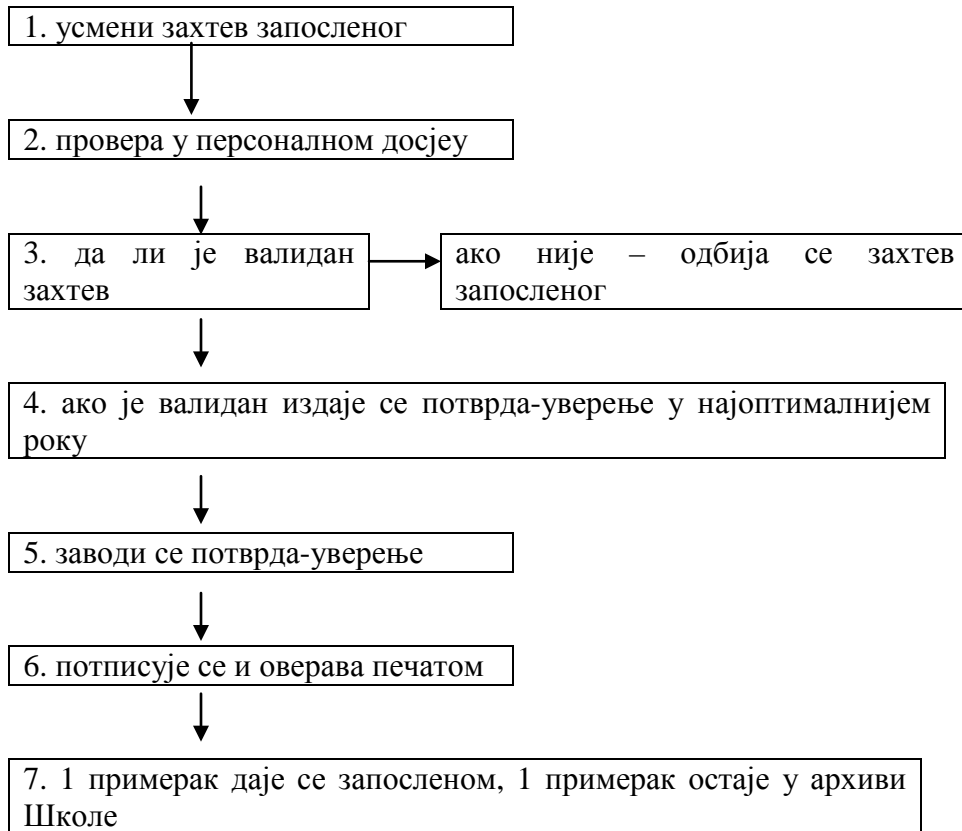 1. усмени захтев запосленог
2. провера у персоналном досјеу
3. да ли је валидан
захтев
ако није – одбија се захтев
запосленог
4. ако је валидан издаје се потврда-уверење у најоптималнијем
року
5. заводи се потврда-уверење
6. потписује се и оверава печатом
7. 1 примерак даје се запосленом, 1 примерак остаје у архиви
Школе